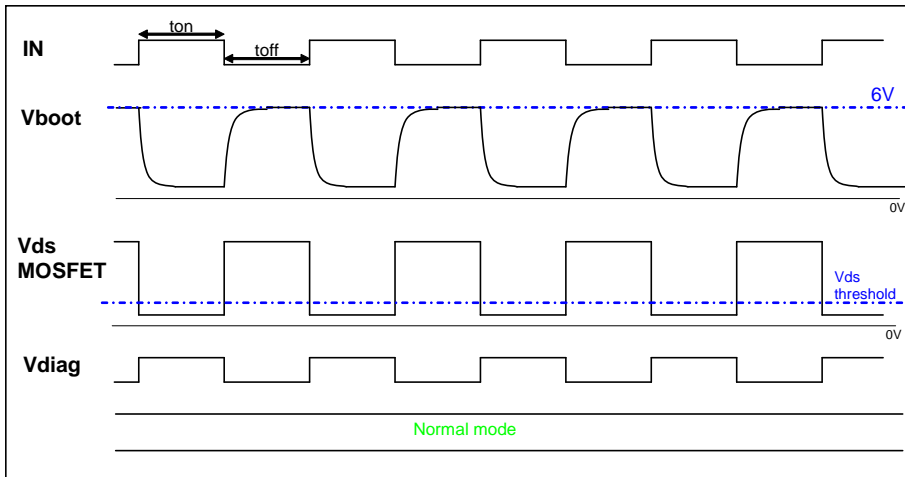 ton
IN
toff
6V
Vboot
0V
Vds
MOSFET
Vds
threshold
0V
Vdiag
Normal mode